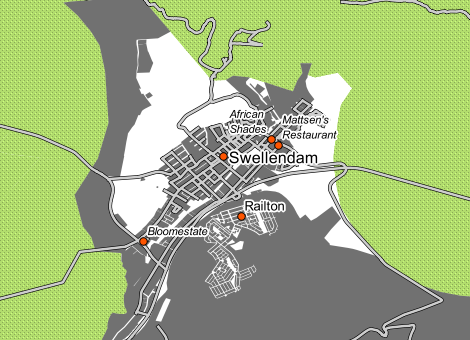 African
Shades
Mattsen's
Restaurant
Swellendam
Railton
Bloomestate